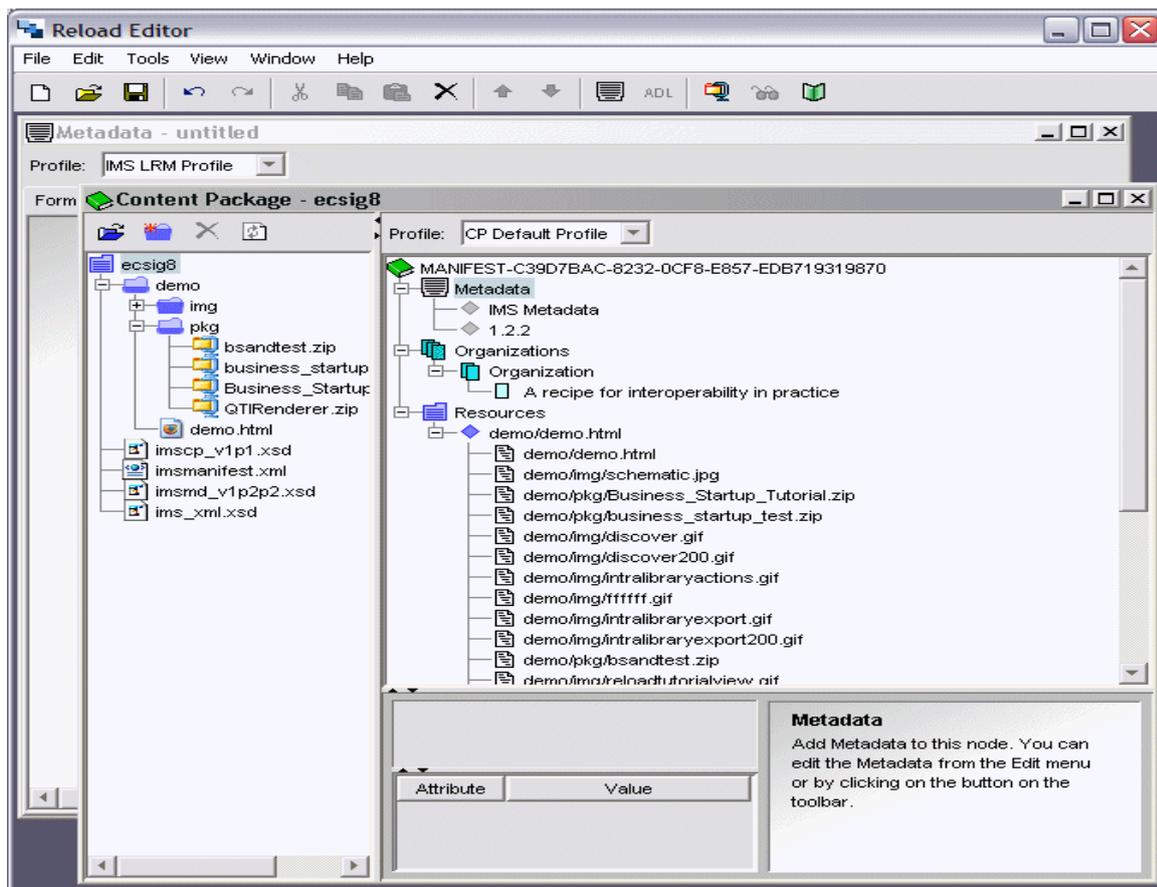 Reload Editor
File Edit Tools View Window Help
ADL
Metadata - untitled
Profile: IMS LRM Profile
Form
Content Package - ecsig8
Profile: CP Default Profile
ecsig8
demo
img
pkg
bsandtest.zip
business_startup
Business_Startup
QTIRenderer.zip
demo.html
imscp_v1p1.xsd
imsmanifest.xml
imsmd_v1p2p2.xsd
ims_xml.xsd
MANIFEST-C39D7BAC-8232-0CF8-E857-EDB719319870
Metadata
IMS Metadata
1.2.2
Organizations
Organization
A recipe for interoperability in practice
Resources
demo/demo.html
demo/demo.html
demo/img/schematic.jpg
demo/pkg/Business_Startup_Tutorial.zip
demo/pkg/business_startup_test.zip
demo/img/discover.gif
demo/img/discover200.gif
demo/img/intralibraryactions.gif
demo/img/ffffff.gif
demo/img/intralibraryexport.gif
demo/img/intralibraryexport200.gif
demo/pkg/bsandtest.zip
demo/img/reloadtutorialview.gif
Attribute Value
Metadata
Add Metadata to this node. You can
edit the Metadata from the Edit menu
or by clicking on the button on the
toolbar.